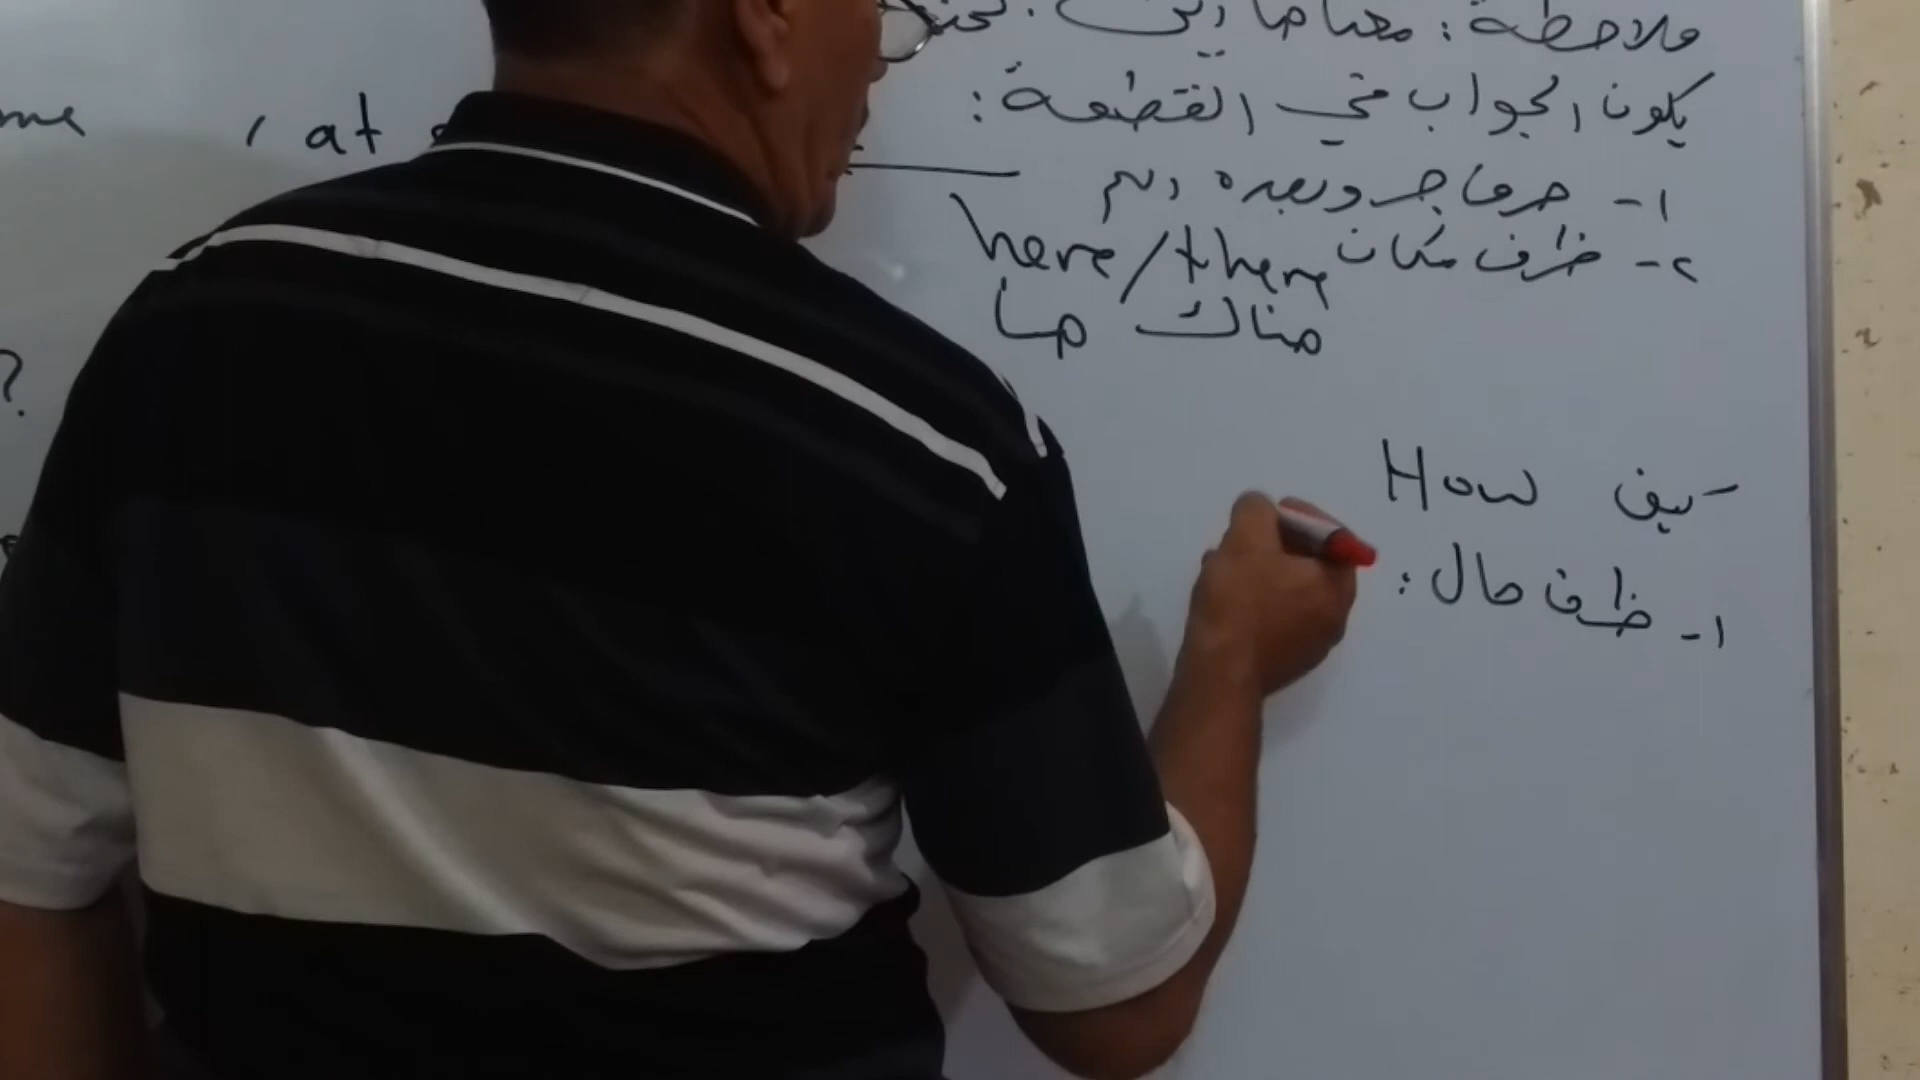 ملاحظة: معناها اين.
يكون الجواب في القطعة:
١- حرف جر وبعده اسم
٢- ظرف مكان here/there
هناك هنا
كيف How
١- ظرف حال:
, at
?